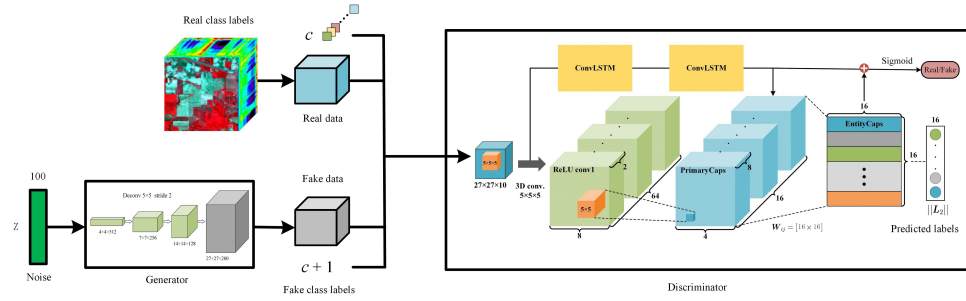 Real class labels
c
Real data
100
Z
Noise
Deconv 5×5 stride 2
4×4×512
7×7×256
14×14×128
27×27×200
Generator
Fake data
c + 1
Fake class labels
5×5×5
27×27×10
3D conv.
5×5×5
ConvLSTM
ConvLSTM
ReLU conv1
2
64
5×5
8
PrimaryCaps
8
16
4
W_ij = [16 × 16]
Sigmoid
Real/Fake
16
EntityCaps
16
16
||L₂||
Predicted labels
Discriminator